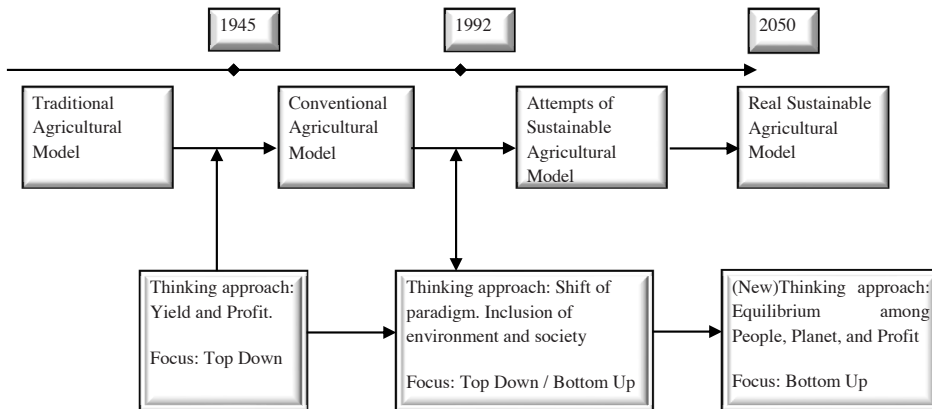 1945
1992
2050
Traditional
Agricultural
Model
Conventional
Agricultural
Model
Attempts of
Sustainable
Agricultural
Model
Real Sustainable
Agricultural
Model
Thinking approach:
Yield and Profit.
Focus: Top Down
Thinking approach: Shift of
paradigm. Inclusion of
environment and society
Focus: Top Down / Bottom Up
(New)Thinking approach:
Equilibrium among
People, Planet, and Profit
Focus: Bottom Up